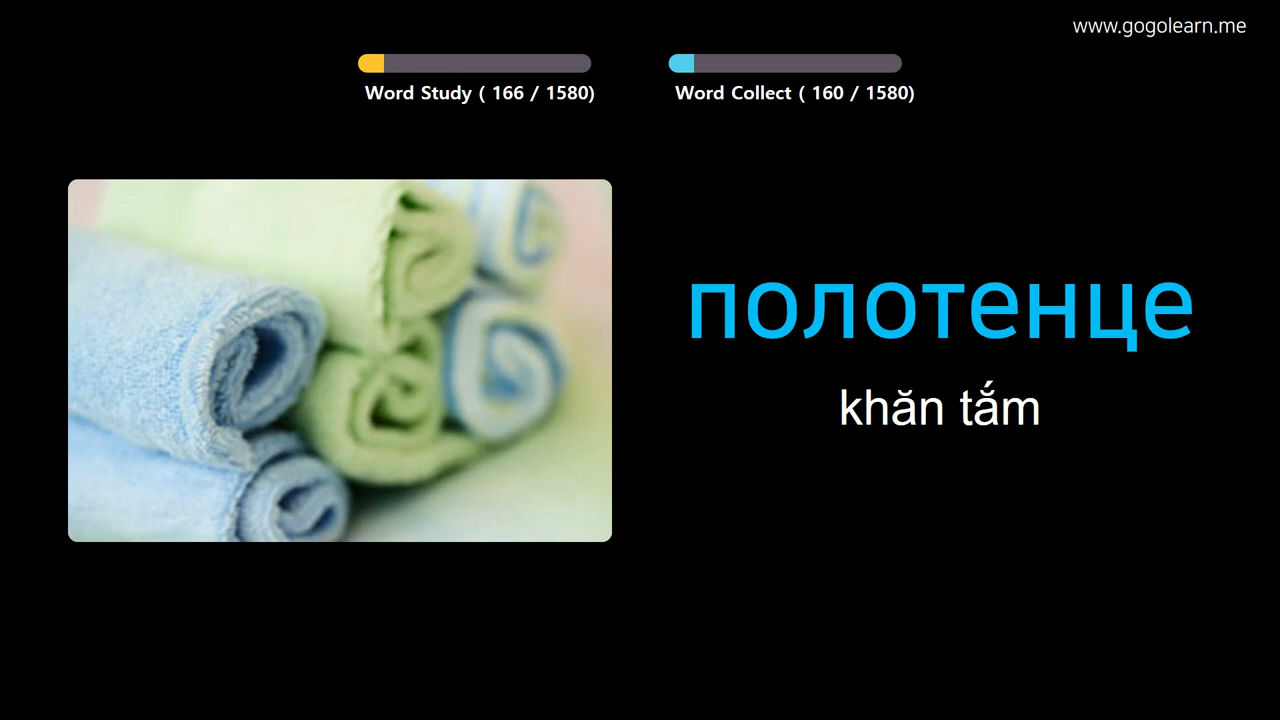 www.gogolearn.me
Word Study ( 166 / 1580)
Word Collect ( 160 / 1580)
полотенце
khăn tắm